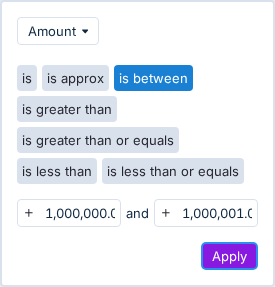 Amount
is is approx is between
is greater than
is greater than or equals
is less than is less than or equals
+ 1,000,000.0 and + 1,000,001.0
Apply